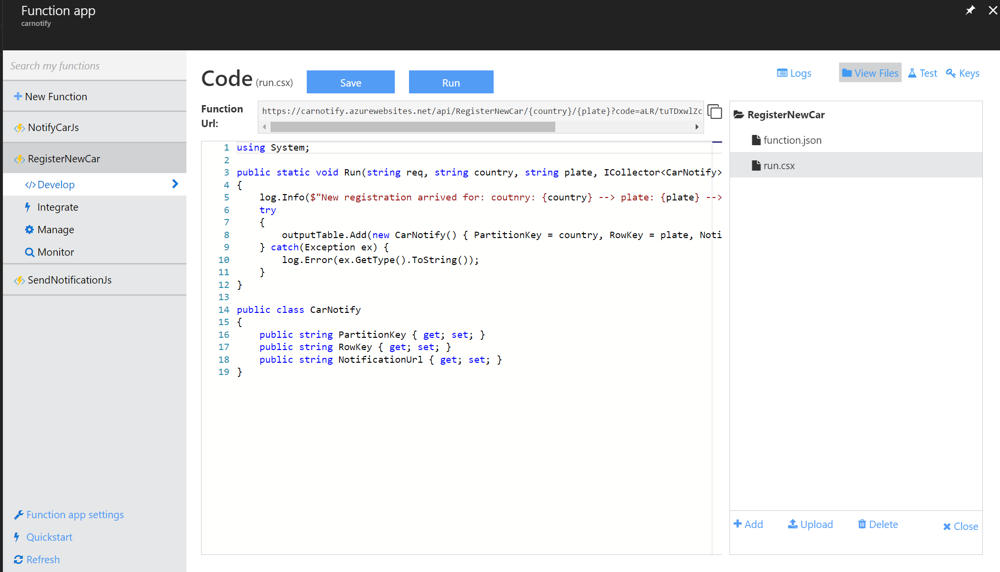 Function app
carnotify
Search my functions
New Function
NotifyCarJs
RegisterNewCar
</> Develop
Integrate
Manage
Monitor
SendNotificationJs
Function app settings
Quickstart
Refresh
Code (run.csx)
Save
Run
Logs
View Files
Test
Keys
Function Url:
https://carnotify.azurewebsites.net/api/RegisterNewCar/{country}/{plate}?code=aLR/tuTDxwlZc
1 using System;
2
3 public static void Run(string req, string country, string plate, ICollector<CarNotify>
4 {
5 log.Info($"New registration arrived for: coutnry: {country} --> plate: {plate} -->
6 try
7 {
8 outputTable.Add(new CarNotify() { PartitionKey = country, RowKey = plate, Noti
9 } catch(Exception ex) {
10 log.Error(ex.GetType().ToString());
11 }
12 }
13
14 public class CarNotify
15 {
16 public string PartitionKey { get; set; }
17 public string RowKey { get; set; }
18 public string NotificationUrl { get; set; }
19 }
RegisterNewCar
function.json
run.csx
Add
Upload
Delete
Close